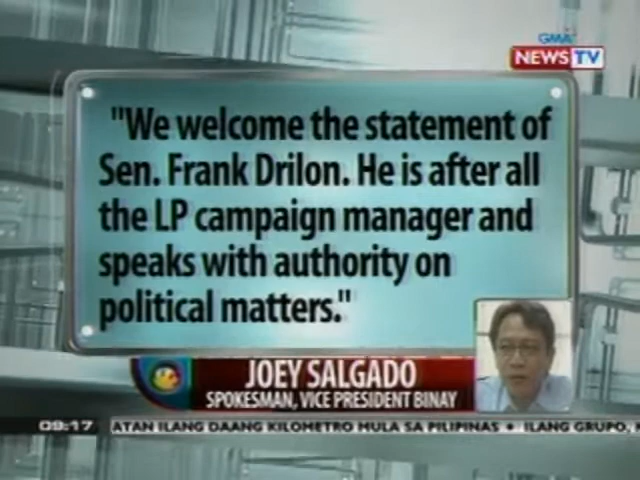 GMA
NEWS TV
"We welcome the statement of
Sen. Frank Drilon. He is after all
the LP campaign manager and
speaks with authority on
political matters."
JOEY SALGADO
SPOKESMAN, VICE PRESIDENT BINAY
09:17 ATAN ILANG DAANG KILOMETRO MULA SA PILIPINAS • ILANG GRUPO, K